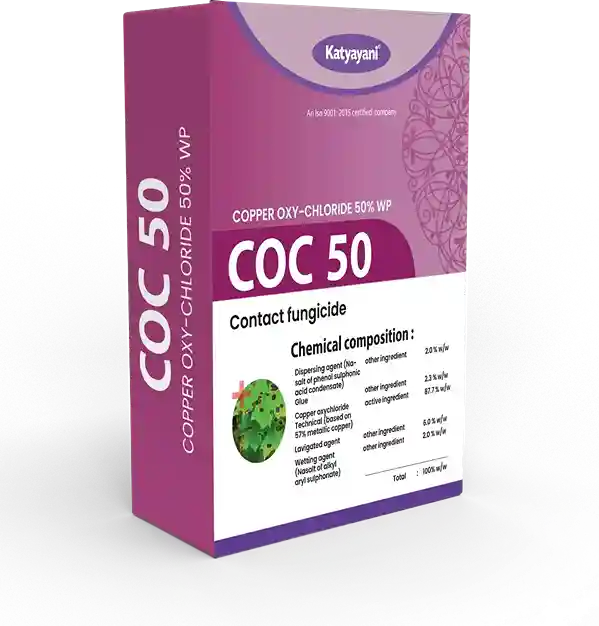 Katyayani
An Iso 9001: 2015 certified company
COPPER OXY-CHLORIDE 50% WP
COC 50
Contact fungicide
Chemical composition :
Dispersing agent (Na- other ingredient 2.0 % w/w
salt of phenal sulphonic
acid condensate)
Glue other ingredient 2.3 % w/w
Copper oxychloride active ingredient 87.7 % w/w
Technical (based on
57% metallic copper)
Lavigated agent other ingredient 6.0 % w/w
Wetting agent other ingredient 2.0 % w/w
(Nasalt of alkyl
aryl sulphonate)
Total : 100% w/w
COC 50
COPPER OXY-CHLORIDE 50% WP